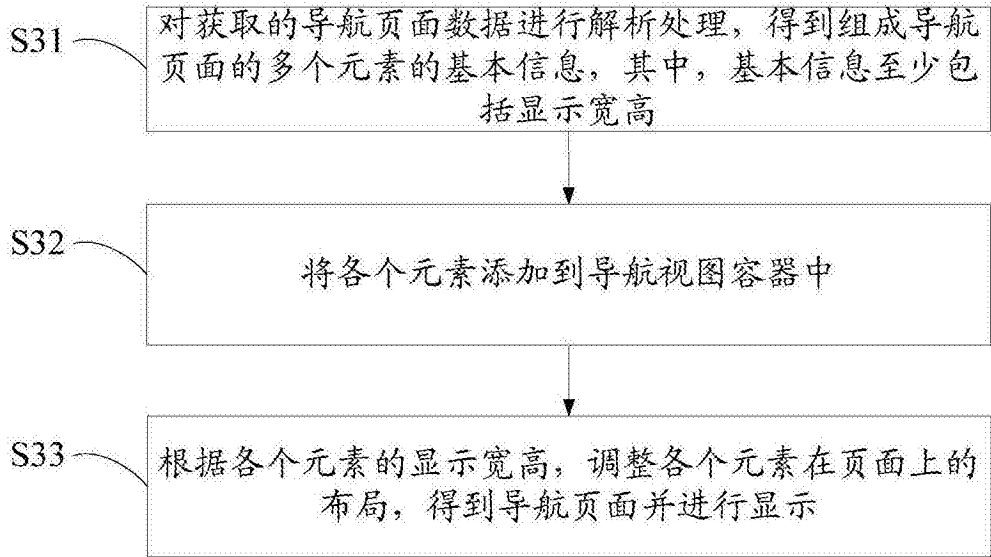 S31
对获取的导航页面数据进行解析处理，得到组成导航
页面的多个元素的基本信息，其中，基本信息至少包
括显示宽高
S32
将各个元素添加到导航视图容器中
S33
根据各个元素的显示宽高，调整各个元素在页面上的
布局，得到导航页面并进行显示